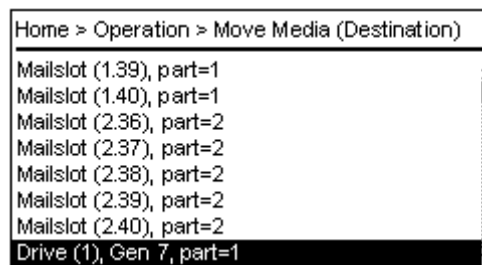 Home > Operation > Move Media (Destination)
Mailslot (1.39), part=1
Mailslot (1.40), part=1
Mailslot (2.36), part=2
Mailslot (2.37), part=2
Mailslot (2.38), part=2
Mailslot (2.39), part=2
Mailslot (2.40), part=2
Drive (1), Gen 7, part=1